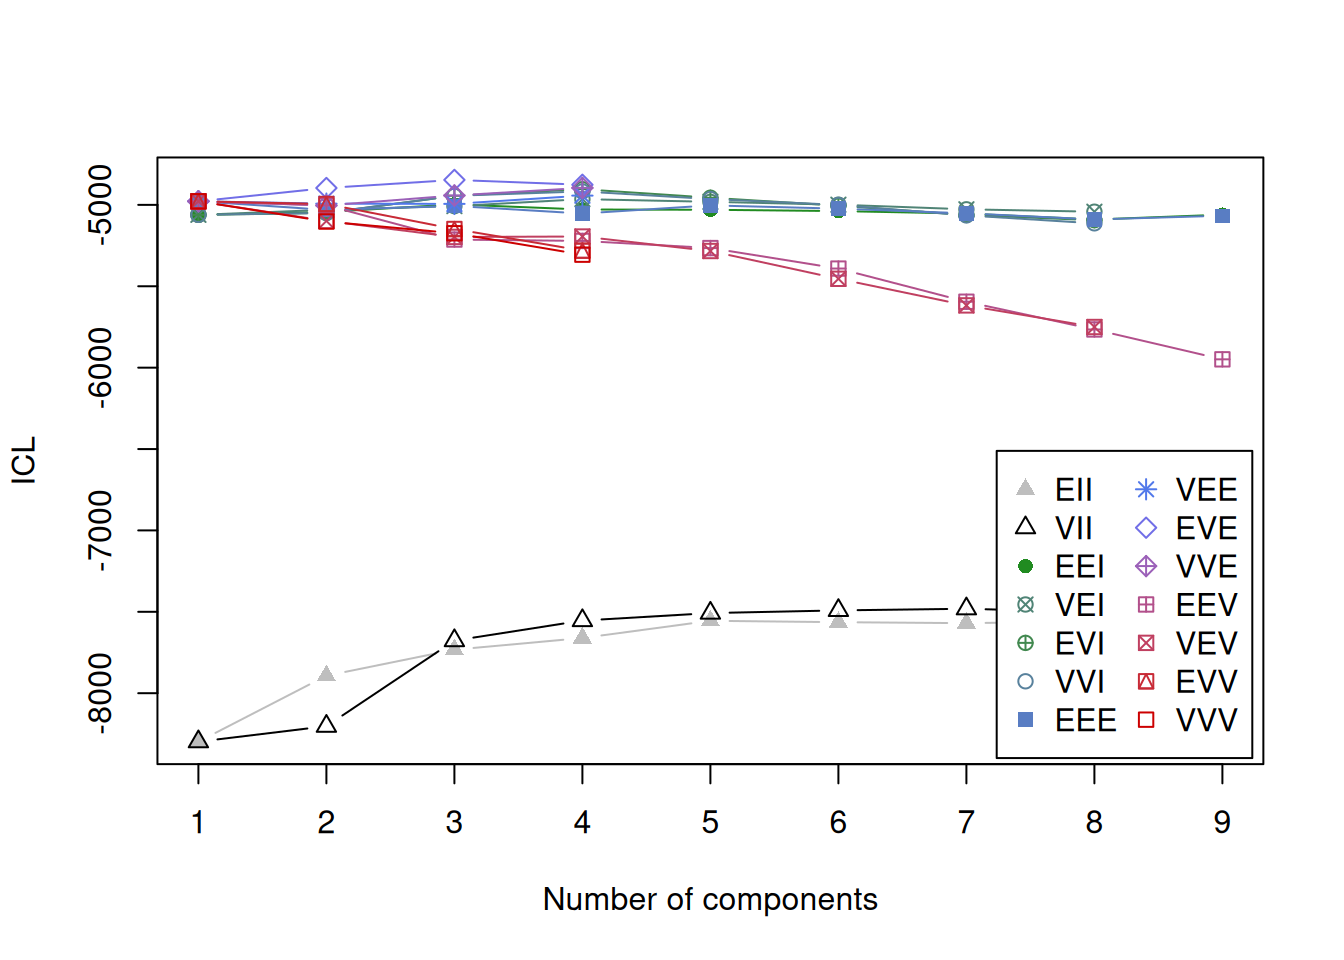 ICL
-5000
-6000
-7000
-8000
EII VEE
VII EVE
EEI VVE
VEI EEV
EVI VEV
VVI EVV
EEE VVV
1 2 3 4 5 6 7 8 9
Number of components